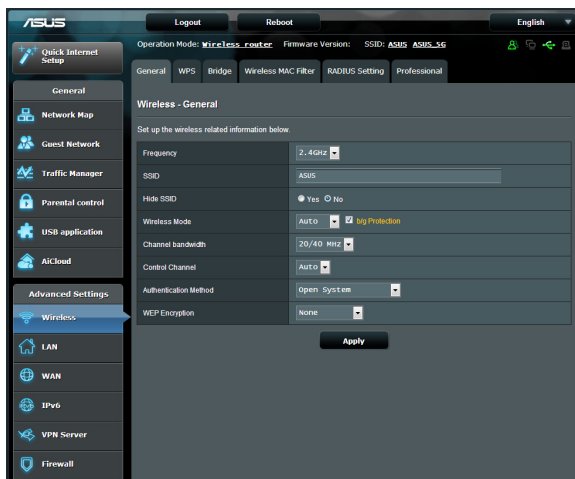 ASUS
Logout
Reboot
English
Quick Internet Setup
Operation Mode: Wireless router Firmware Version: SSID: ASUS ASUS_5G
General WPS Bridge Wireless MAC Filter RADIUS Setting Professional
General
Network Map
Guest Network
Traffic Manager
Parental control
USB application
AiCloud
Advanced Settings
Wireless
LAN
WAN
IPv6
VPN Server
Firewall
Wireless - General
Set up the wireless related information below.
Frequency 2.4GHz
SSID ASUS
Hide SSID Yes No
Wireless Mode Auto b/g Protection
Channel bandwidth 20/40 MHz
Control Channel Auto
Authentication Method Open System
WEP Encryption None
Apply